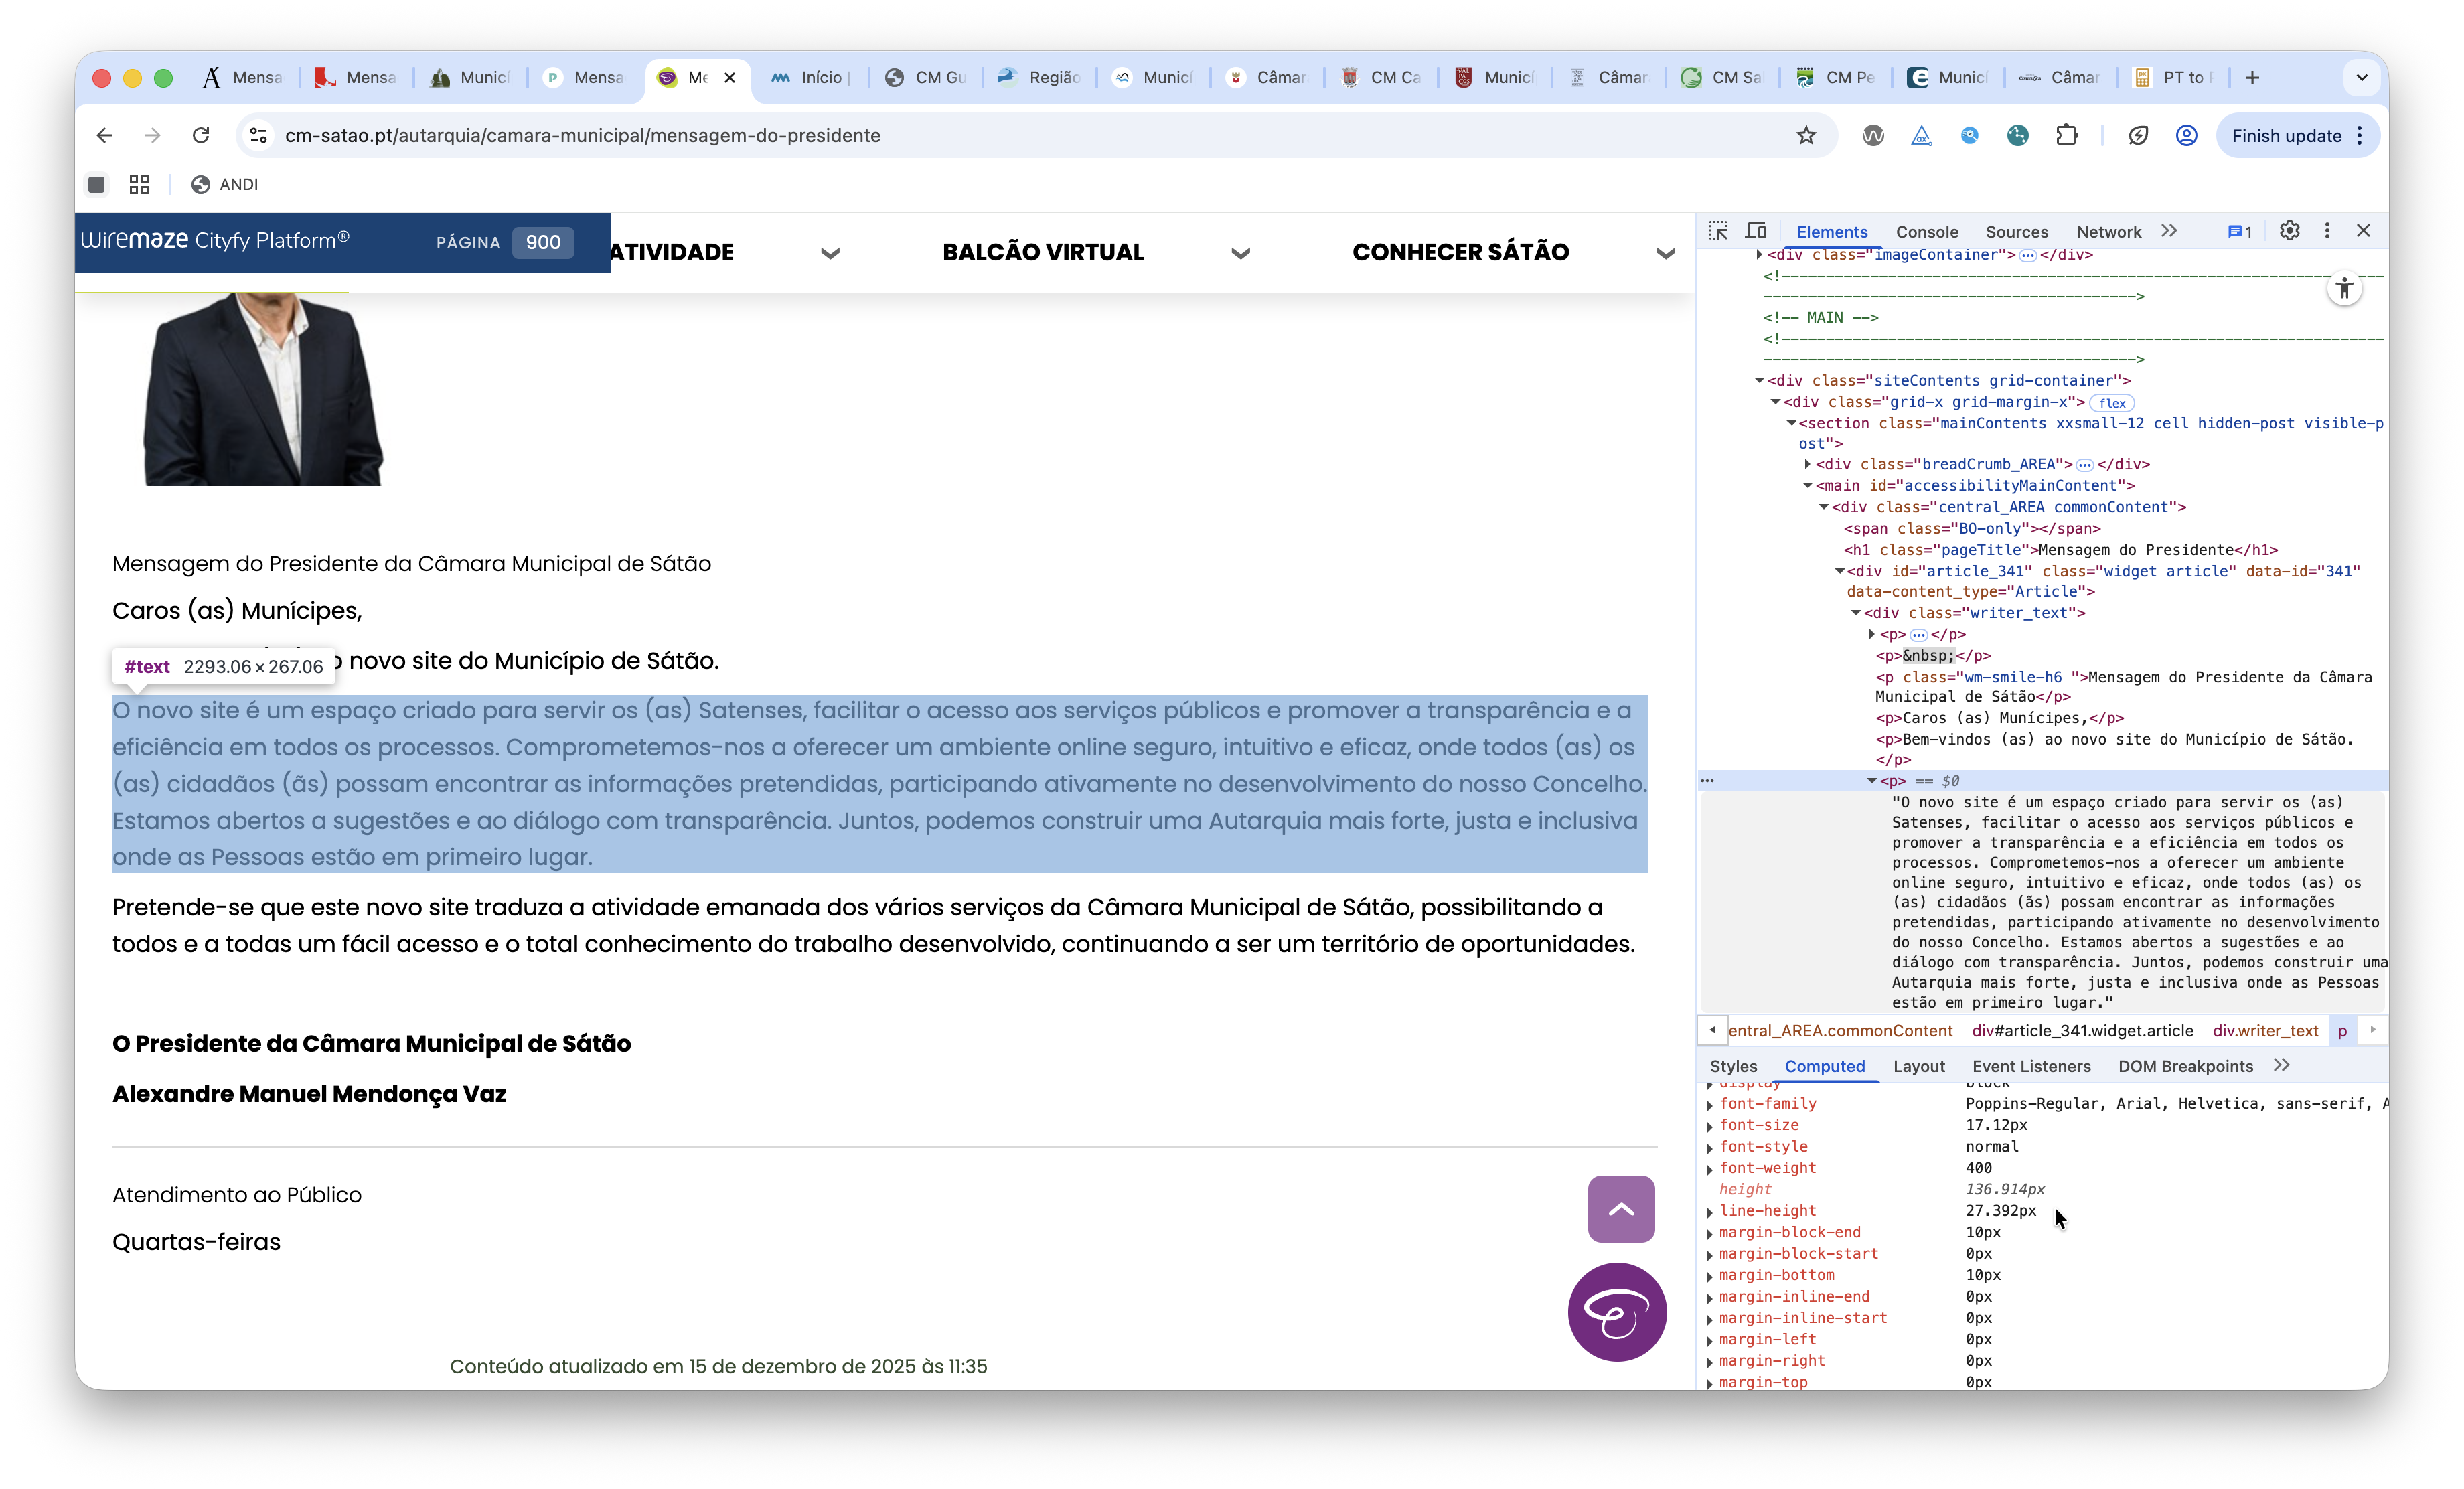 Mensa
Mensa
Municí
Mensa
Me
Início |
CM Gu
Região
Municí
Câmar
CM Ca
Municí
Câmar
CM Sa
CM Pe
Municí
Câmar
PT to P
cm-satao.pt/autarquia/camara-municipal/mensagem-do-presidente
Finish update
ANDI
Wiremaze Cityfy Platform®
PÁGINA 900
ATIVIDADE
BALCÃO VIRTUAL
CONHECER SÁTÃO
Mensagem do Presidente da Câmara Municipal de Sátão
Caros (as) Munícipes,
#text 2293.06×267.06
o novo site do Município de Sátão.
O novo site é um espaço criado para servir os (as) Satenses, facilitar o acesso aos serviços públicos e promover a transparência e a
eficiência em todos os processos. Comprometemos-nos a oferecer um ambiente online seguro, intuitivo e eficaz, onde todos (as) os
(as) cidadãos (ãs) possam encontrar as informações pretendidas, participando ativamente no desenvolvimento do nosso Concelho.
Estamos abertos a sugestões e ao diálogo com transparência. Juntos, podemos construir uma Autarquia mais forte, justa e inclusiva
onde as Pessoas estão em primeiro lugar.
Pretende-se que este novo site traduza a atividade emanada dos vários serviços da Câmara Municipal de Sátão, possibilitando a
todos e a todas um fácil acesso e o total conhecimento do trabalho desenvolvido, continuando a ser um território de oportunidades.
O Presidente da Câmara Municipal de Sátão
Alexandre Manuel Mendonça Vaz
Atendimento ao Público
Quartas-feiras
Conteúdo atualizado em 15 de dezembro de 2025 às 11:35
Elements
Console
Sources
Network
1
<div class="imageContainer"> ••• </div>
<!-- MAIN -->
<div class="siteContents grid-container">
<div class="grid-x grid-margin-x"> flex
<section class="mainContents xxsmall-12 cell hidden-post visible-p
ost">
<div class="breadCrumb_AREA"> ••• </div>
<main id="accessibilityMainContent">
<div class="central_AREA commonContent">
<span class="BO-only"></span>
<h1 class="pageTitle">Mensagem do Presidente</h1>
<div id="article_341" class="widget article" data-id="341"
data-content_type="Article">
<div class="writer_text">
<p> ••• </p>
<p>&nbsp;</p>
<p class="wm-smile-h6 ">Mensagem do Presidente da Câmara
Municipal de Sátão</p>
<p>Caros (as) Munícipes,</p>
<p>Bem-vindos (as) ao novo site do Município de Sátão.
</p>
<p> == $0
"O novo site é um espaço criado para servir os (as)
Satenses, facilitar o acesso aos serviços públicos e
promover a transparência e a eficiência em todos os
processos. Comprometemos-nos a oferecer um ambiente
online seguro, intuitivo e eficaz, onde todos (as) os
(as) cidadãos (ãs) possam encontrar as informações
pretendidas, participando ativamente no desenvolvimento
do nosso Concelho. Estamos abertos a sugestões e ao
diálogo com transparência. Juntos, podemos construir uma
Autarquia mais forte, justa e inclusiva onde as Pessoas
estão em primeiro lugar."
entral_AREA.commonContent div#article_341.widget.article div.writer_text p
Styles
Computed
Layout
Event Listeners
DOM Breakpoints
display block
font-family Poppins-Regular, Arial, Helvetica, sans-serif, A
font-size 17.12px
font-style normal
font-weight 400
height 136.914px
line-height 27.392px
margin-block-end 10px
margin-block-start 0px
margin-bottom 10px
margin-inline-end 0px
margin-inline-start 0px
margin-left 0px
margin-right 0px
margin-top 0px